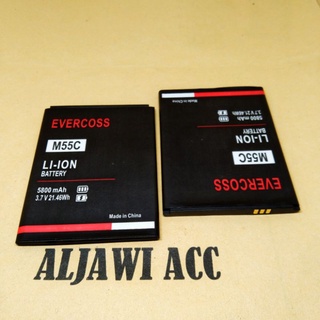 EVERCOSS
M55C
LI-ION
BATTERY
5800 mAh
3.7 V 21.46Wh
Made in China
EVERCOSS
M55C
LI-ION
BATTERY
5800 mAh
3.7 V 21.46Wh
Made in China
ALJAWI ACC